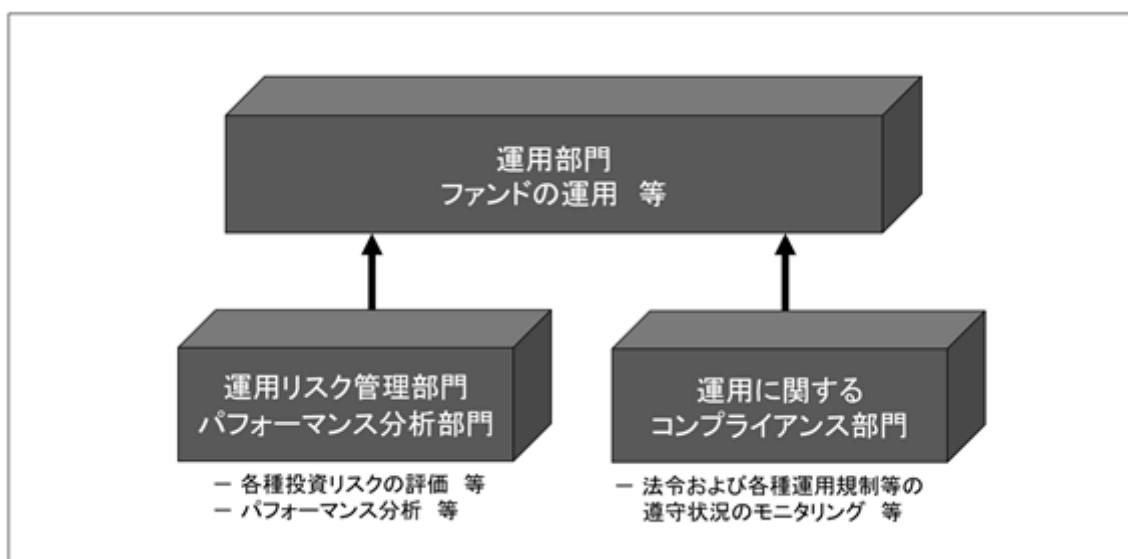 運用部門
ファンドの運用 等
運用リスク管理部門
パフォーマンス分析部門
－ 各種投資リスクの評価 等
－ パフォーマンス分析 等
運用に関する
コンプライアンス部門
－ 法令および各種運用規制等の
遵守状況のモニタリング 等